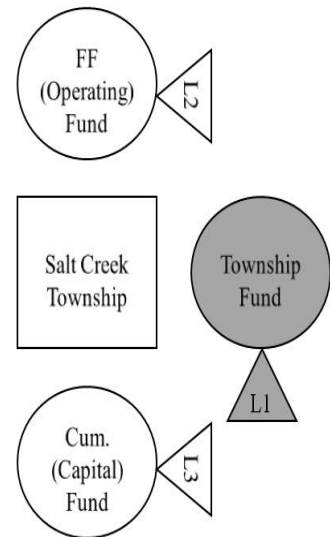 FF
(Operating)
Fund
L2
Salt Creek
Township
Township
Fund
L1
Cum.
(Capital)
Fund
L3